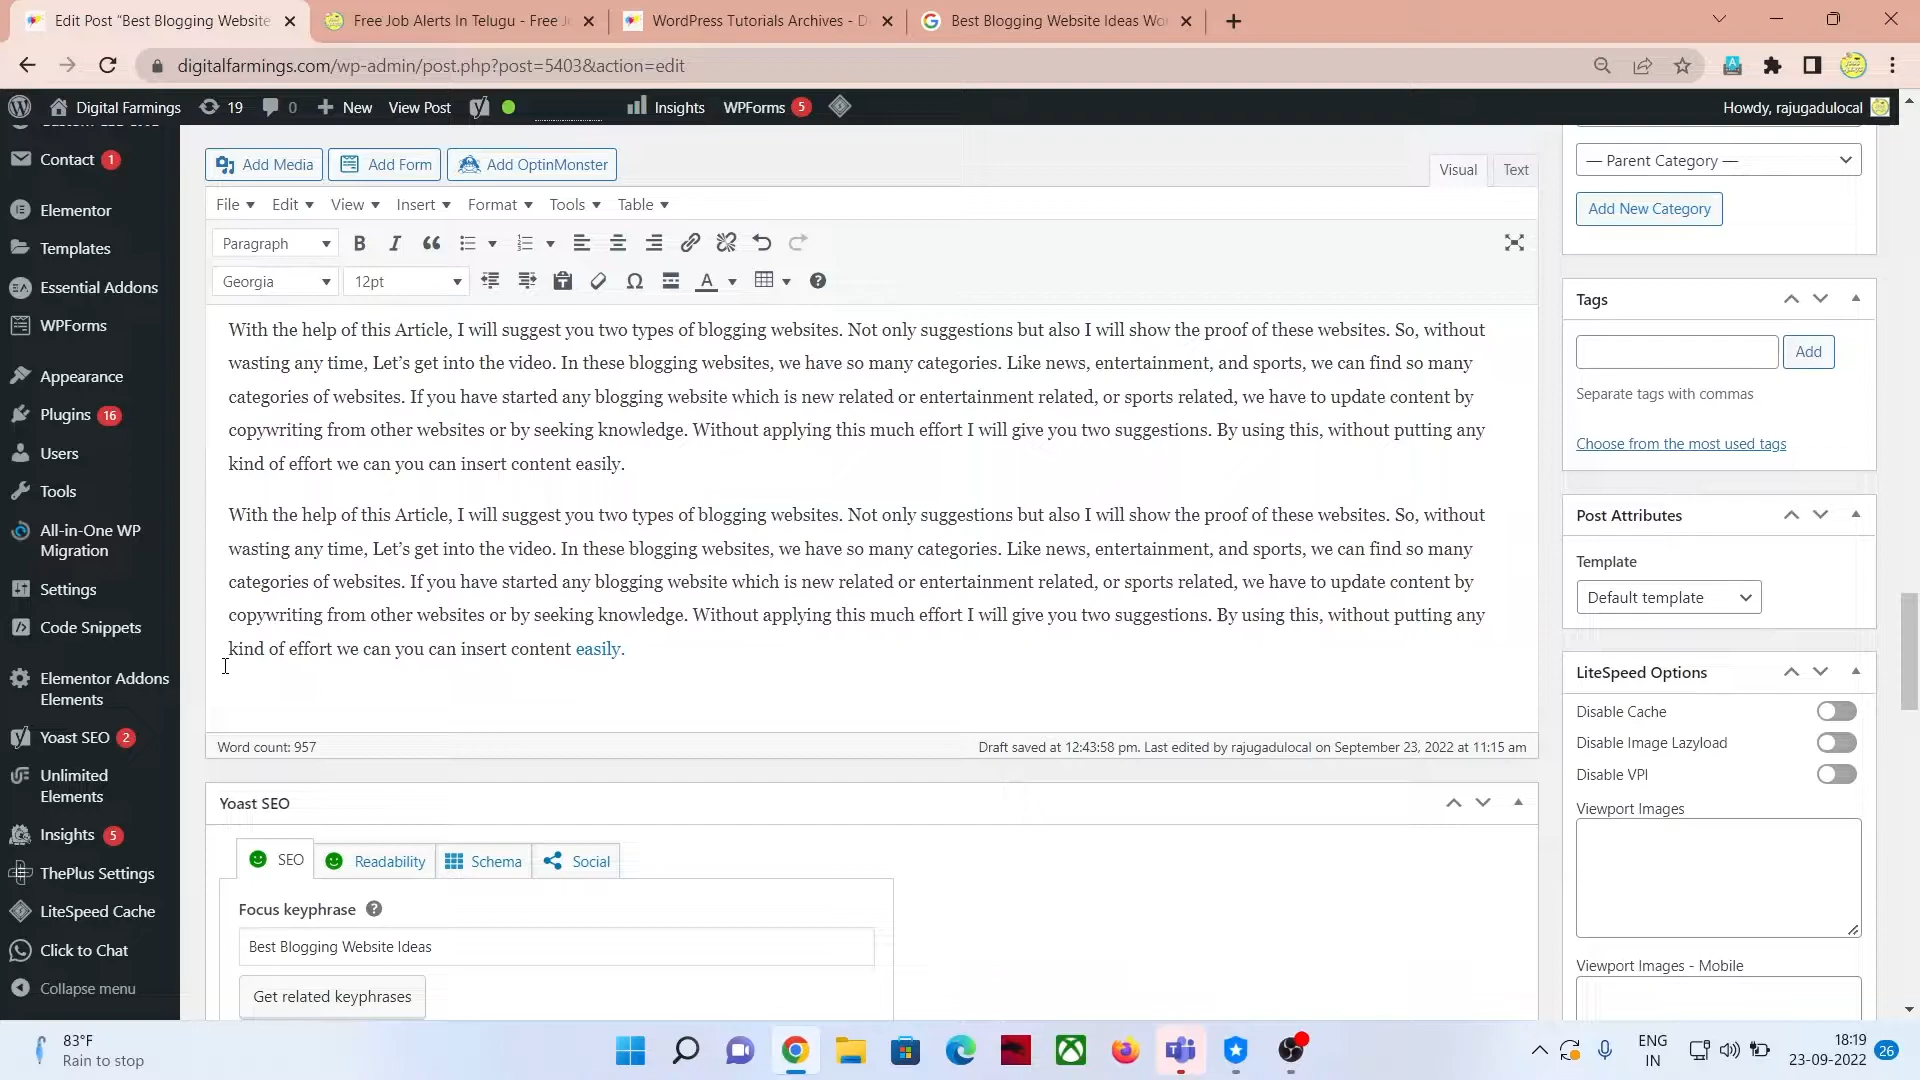 Edit Post "Best Blogging Website
Free Job Alerts In Telugu - Free J
WordPress Tutorials Archives - D
Best Blogging Website Ideas Wo
digitalfarmings.com/wp-admin/post.php?post=5403&action=edit
Digital Farmings
19
0
New
View Post
Insights
WPForms 5
Howdy, rajugadulocal
Contact 1
Elementor
Templates
Essential Addons
WPForms
Appearance
Plugins 16
Users
Tools
All-in-One WP
Migration
Settings
Code Snippets
Elementor Addons
Elements
Yoast SEO 2
Unlimited
Elements
Insights 5
ThePlus Settings
LiteSpeed Cache
Click to Chat
Collapse menu
Add Media
Add Form
Add OptinMonster
Visual
Text
File
Edit
View
Insert
Format
Tools
Table
Paragraph
Georgia
12pt
With the help of this Article, I will suggest you two types of blogging websites. Not only suggestions but also I will show the proof of these websites. So, without
wasting any time, Let's get into the video. In these blogging websites, we have so many categories. Like news, entertainment, and sports, we can find so many
categories of websites. If you have started any blogging website which is new related or entertainment related, or sports related, we have to update content by
copywriting from other websites or by seeking knowledge. Without applying this much effort I will give you two suggestions. By using this, without putting any
kind of effort we can you can insert content easily.
With the help of this Article, I will suggest you two types of blogging websites. Not only suggestions but also I will show the proof of these websites. So, without
wasting any time, Let's get into the video. In these blogging websites, we have so many categories. Like news, entertainment, and sports, we can find so many
categories of websites. If you have started any blogging website which is new related or entertainment related, or sports related, we have to update content by
copywriting from other websites or by seeking knowledge. Without applying this much effort I will give you two suggestions. By using this, without putting any
kind of effort we can you can insert content easily.
Word count: 957
Draft saved at 12:43:58 pm. Last edited by rajugadulocal on September 23, 2022 at 11:15 am
Yoast SEO
SEO
Readability
Schema
Social
Focus keyphrase
Best Blogging Website Ideas
Get related keyphrases
— Parent Category —
Add New Category
Tags
Add
Separate tags with commas
Choose from the most used tags
Post Attributes
Template
Default template
LiteSpeed Options
Disable Cache
Disable Image Lazyload
Disable VPI
Viewport Images
Viewport Images - Mobile
83°F
Rain to stop
ENG
IN
18:19
23-09-2022
26